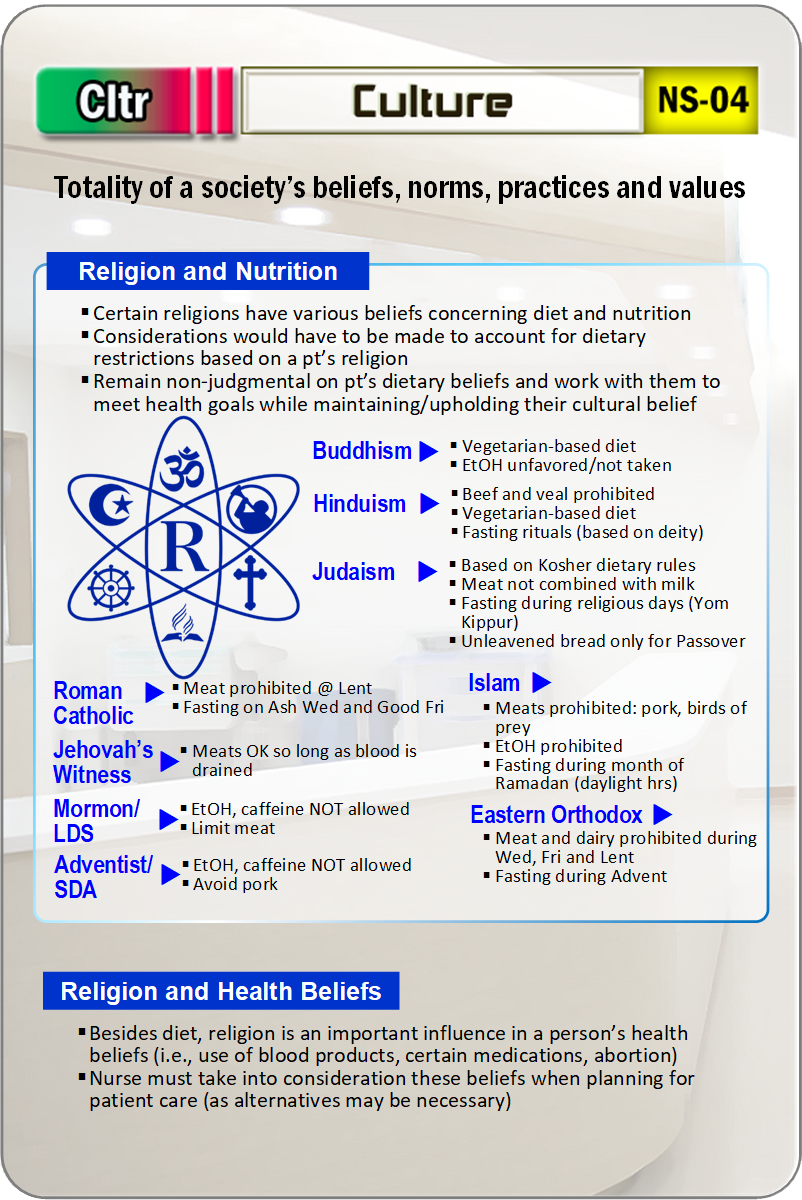 Cltr
Culture
NS-04
Totality of a society's beliefs, norms, practices and values
Religion and Nutrition
▪ Certain religions have various beliefs concerning diet and nutrition
▪ Considerations would have to be made to account for dietary
restrictions based on a pt's religion
▪ Remain non-judgmental on pt's dietary beliefs and work with them to
meet health goals while maintaining/upholding their cultural belief
ॐ
R
Buddhism
▪ Vegetarian-based diet
▪ EtOH unfavored/not taken
Hinduism
▪ Beef and veal prohibited
▪ Vegetarian-based diet
▪ Fasting rituals (based on deity)
Judaism
▪ Based on Kosher dietary rules
▪ Meat not combined with milk
▪ Fasting during religious days (Yom
Kippur)
▪ Unleavened bread only for Passover
Roman
Catholic
▪ Meat prohibited @ Lent
▪ Fasting on Ash Wed and Good Fri
Jehovah's
Witness
▪ Meats OK so long as blood is
drained
Mormon/
LDS
▪ EtOH, caffeine NOT allowed
▪ Limit meat
Adventist/
SDA
▪ EtOH, caffeine NOT allowed
▪ Avoid pork
Islam
▪ Meats prohibited: pork, birds of
prey
▪ EtOH prohibited
▪ Fasting during month of
Ramadan (daylight hrs)
Eastern Orthodox
▪ Meat and dairy prohibited during
Wed, Fri and Lent
▪ Fasting during Advent
Religion and Health Beliefs
▪ Besides diet, religion is an important influence in a person's health
beliefs (i.e., use of blood products, certain medications, abortion)
▪ Nurse must take into consideration these beliefs when planning for
patient care (as alternatives may be necessary)